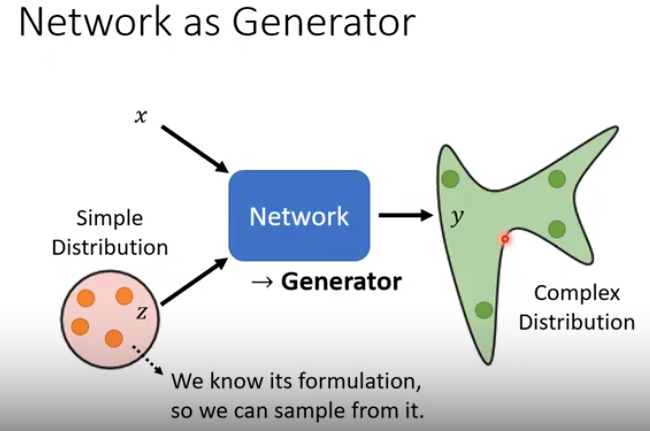 Network as Generator
x
Network
y
Simple
Distribution
→ Generator
z
Complex
Distribution
We know its formulation,
so we can sample from it.